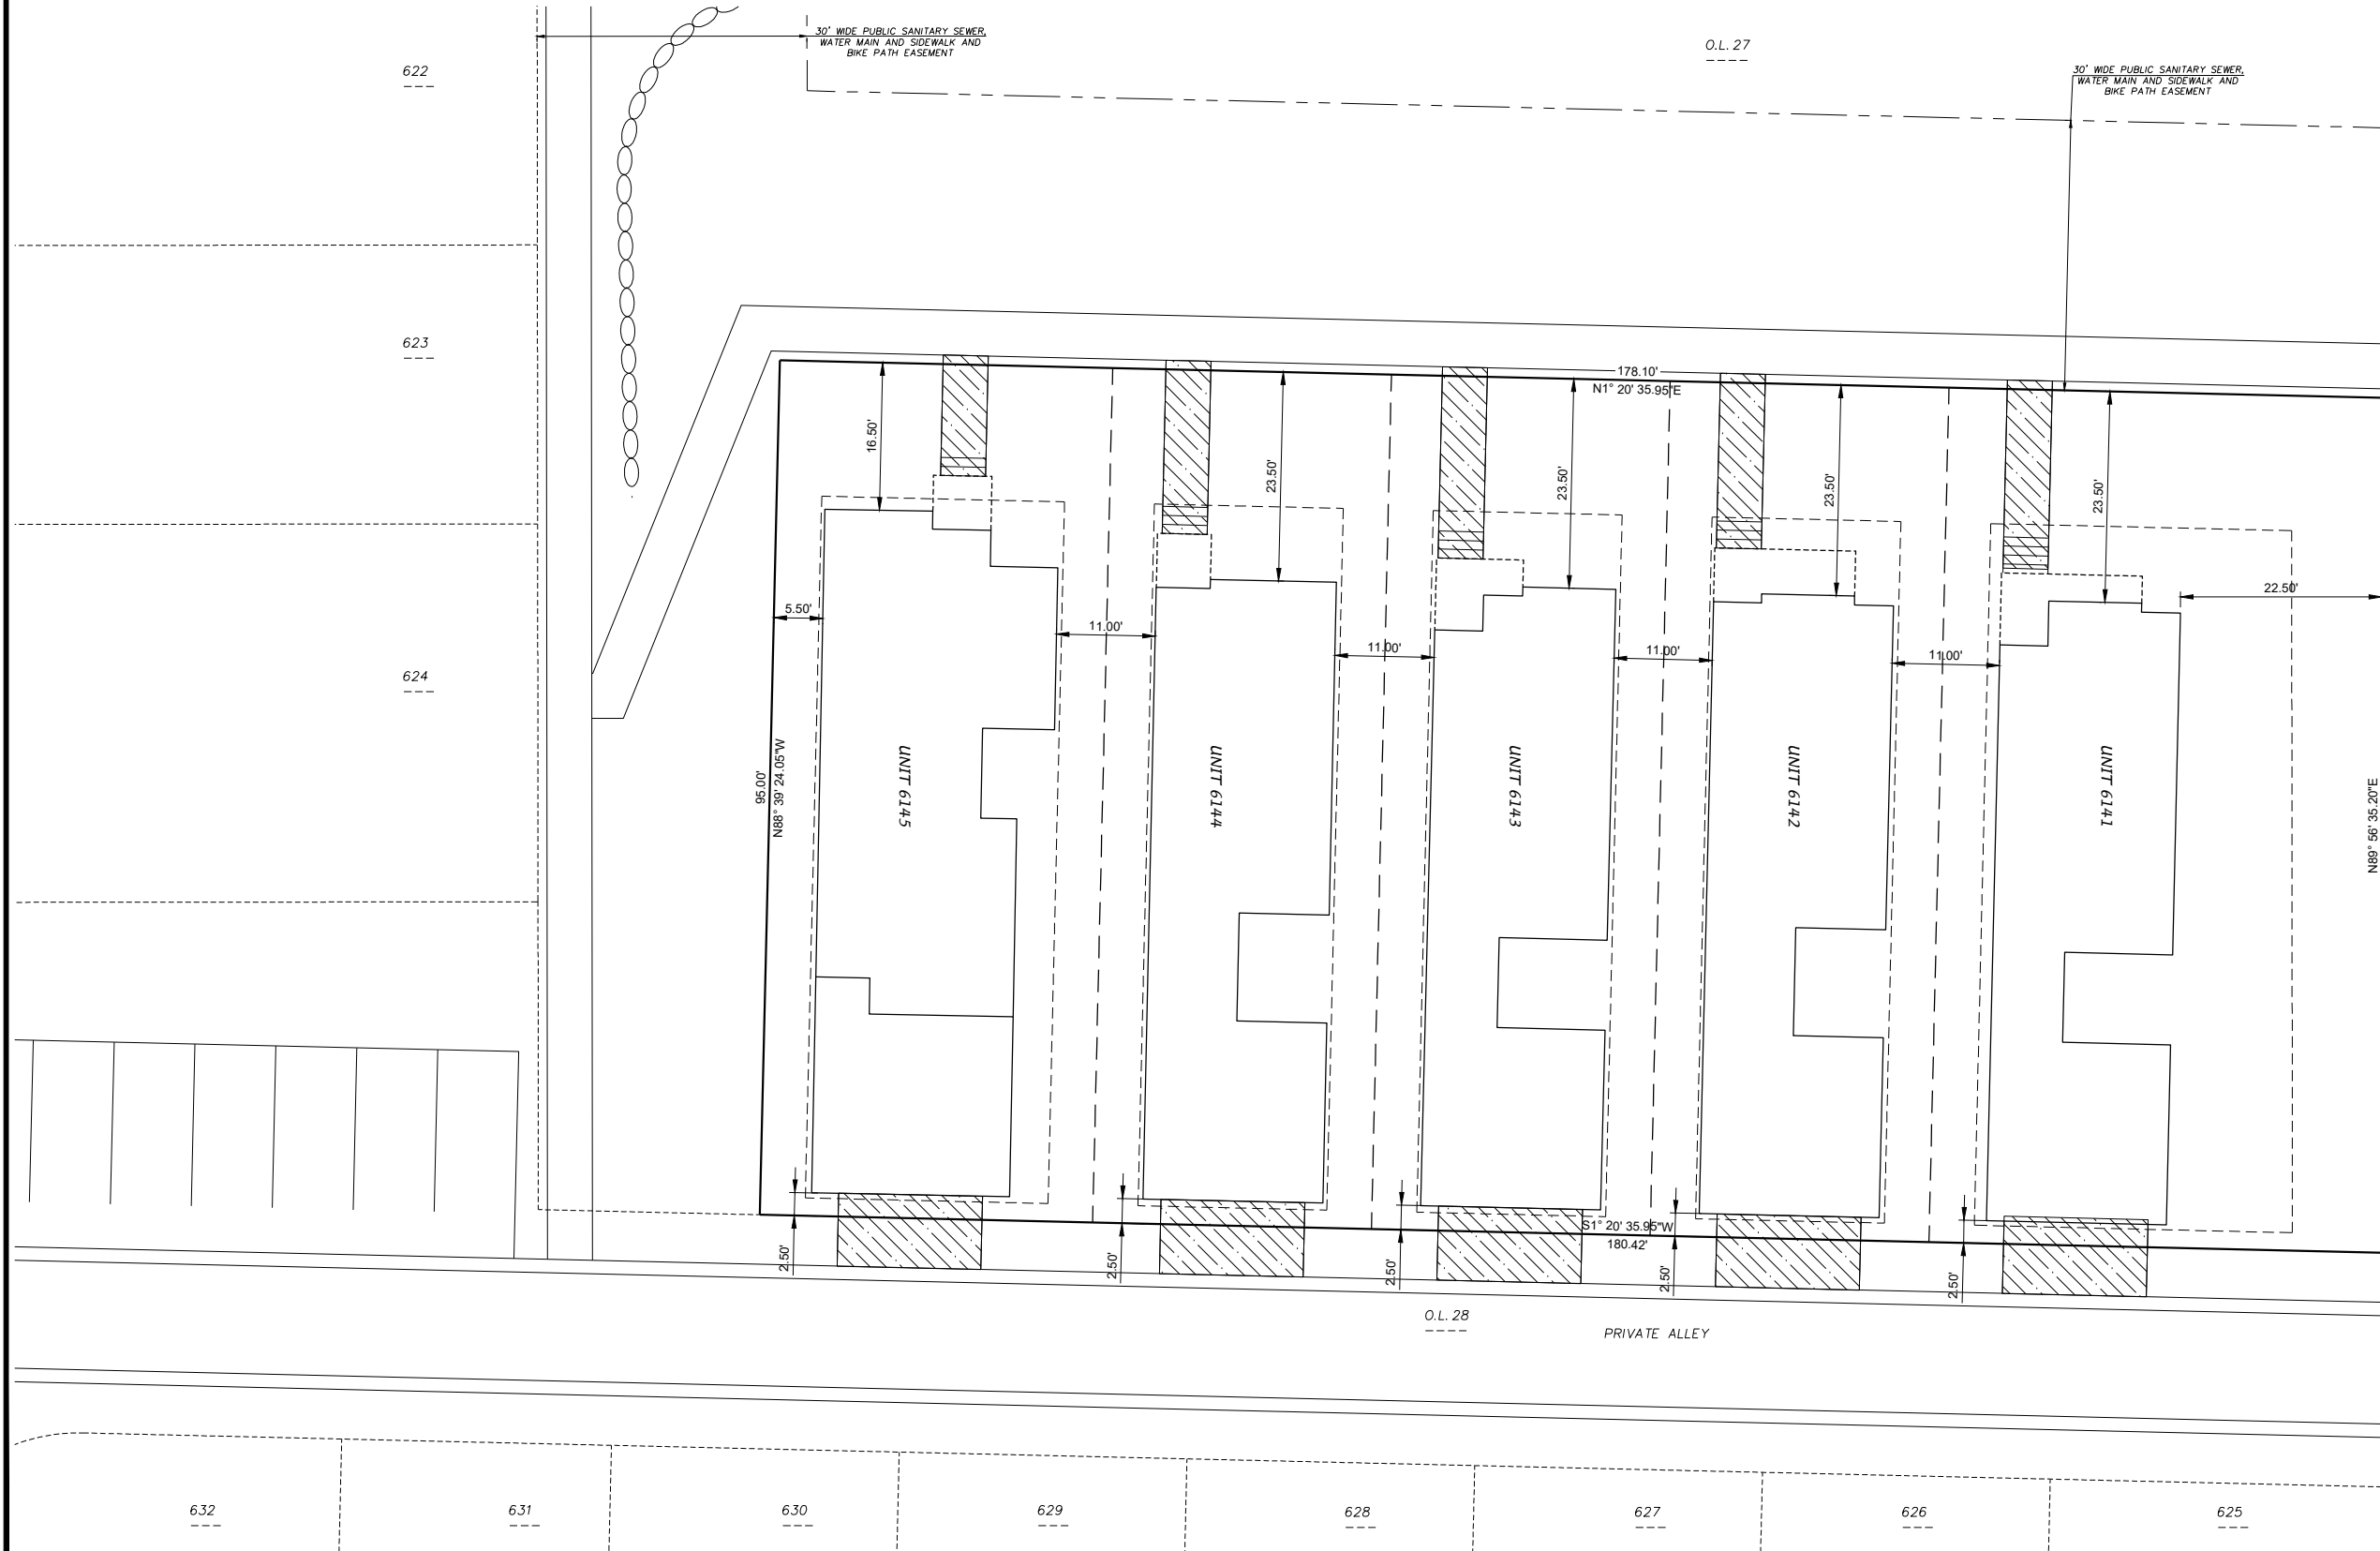 30' WIDE PUBLIC SANITARY SEWER,
WATER MAIN AND SIDEWALK AND
BIKE PATH EASEMENT
O.L. 27
30' WIDE PUBLIC SANITARY SEWER,
WATER MAIN AND SIDEWALK AND
BIKE PATH EASEMENT
622
623
624
178.10'
N1° 20' 35.95"E
16.50'
23.50'
23.50'
23.50'
23.50'
5.50'
11.00'
11.00'
11.00'
11.00'
22.50'
95.00'
N88° 39' 24.05"W
UNIT 6145
UNIT 6144
UNIT 6143
UNIT 6142
UNIT 6141
N89° 56' 35.20"E
S1° 20' 35.95"W
180.42'
2.50'
2.50'
2.50'
2.50'
2.50'
O.L. 28
PRIVATE ALLEY
632
631
630
629
628
627
626
625